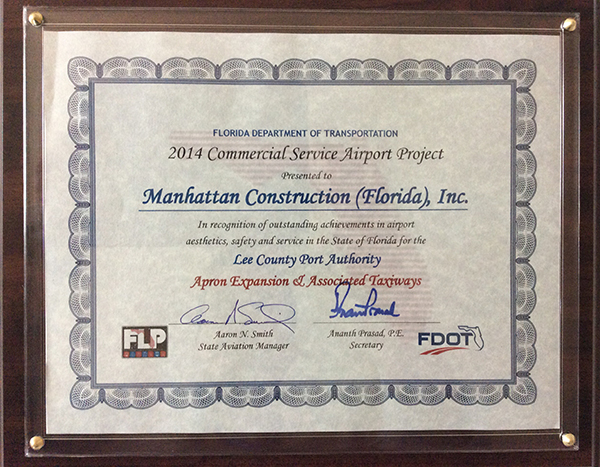 FLORIDA DEPARTMENT OF TRANSPORTATION
2014 Commercial Service Airport Project
Presented to
Manhattan Construction (Florida), Inc.
In recognition of outstanding achievements in airport
aesthetics, safety and service in the State of Florida for the
Lee County Port Authority
Apron Expansion & Associated Taxiways
Aaron N. Smith
State Aviation Manager
Ananth Prasad, P.E.
Secretary
FLP
FDOT